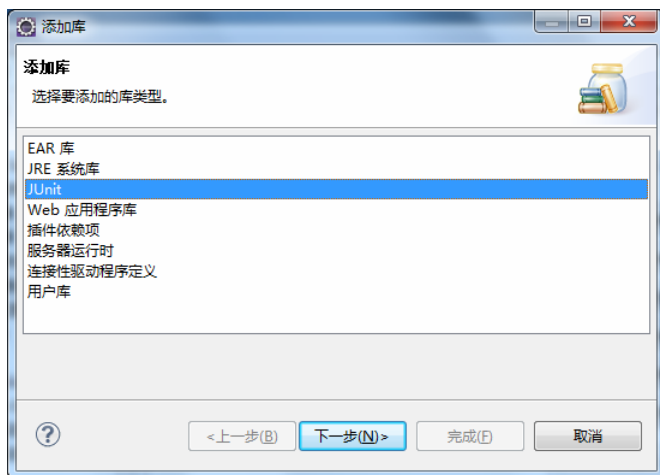 添加库
添加库
选择要添加的库类型。
EAR 库
JRE 系统库
JUnit
Web 应用程序库
插件依赖项
服务器运行时
连接性驱动程序定义
用户库
<上一步(B) 下一步(N)> 完成(F) 取消